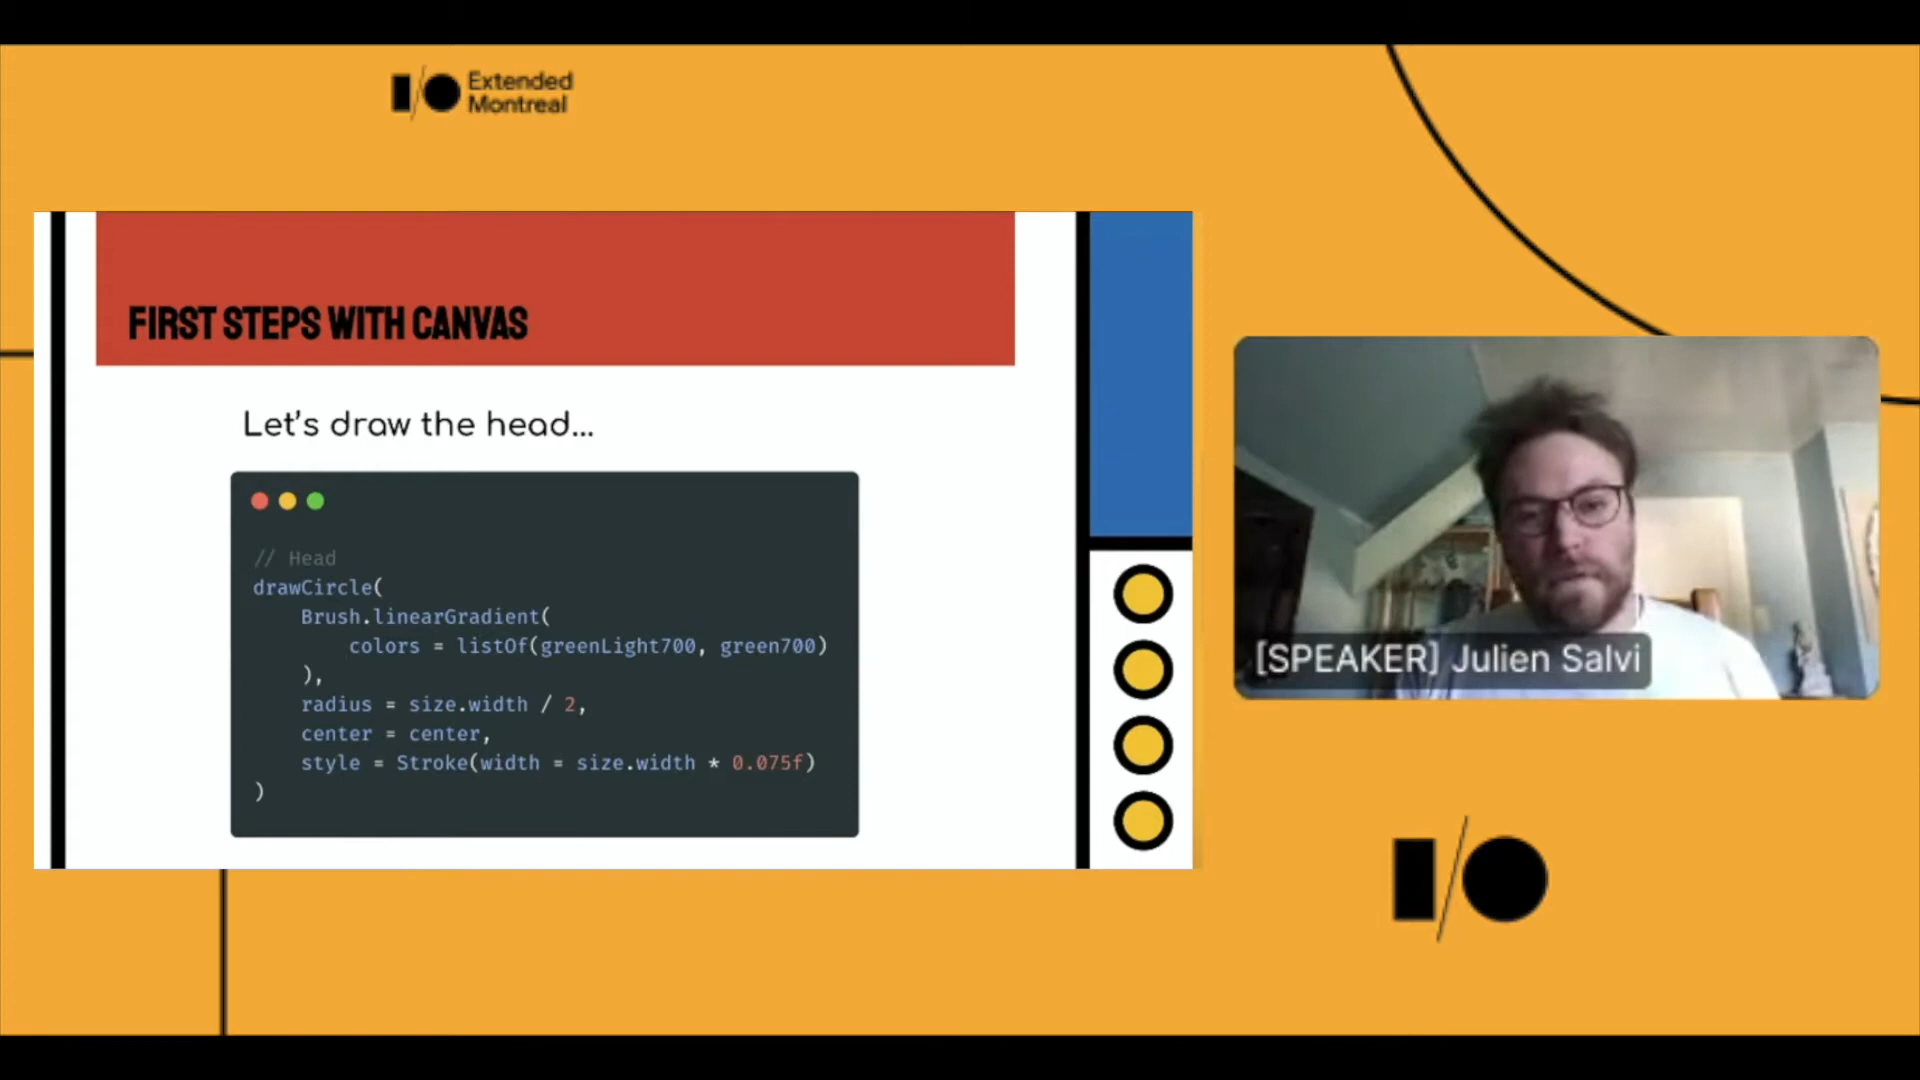 Extended
Montreal
FIRST STEPS WITH CANVAS
Let's draw the head...
// Head
drawCircle(
    Brush.linearGradient(
        colors = listOf(greenLight700, green700)
    ),
    radius = size.width / 2,
    center = center,
    style = Stroke(width = size.width * 0.075f)
)
[SPEAKER] Julien Salvi
I/O